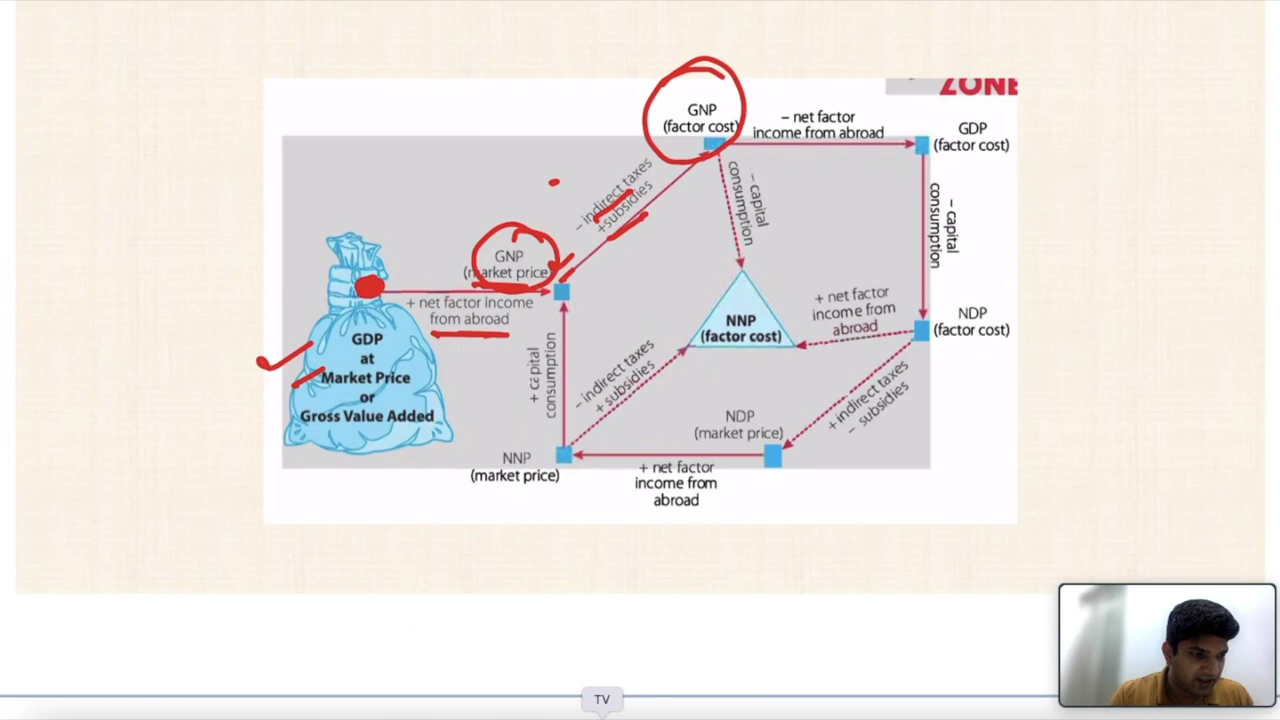 ZONE
GNP
(factor cost)
− net factor
income from abroad
GDP
(factor cost)
− indirect taxes
+subsidies
− capital
consumption
− capital
consumption
GNP
(market price)
+ net factor income
from abroad
GDP
at
Market Price
or
Gross Value Added
NNP
(factor cost)
+ net factor
income from
abroad
NDP
(factor cost)
+ capital
consumption
− indirect taxes
+ subsidies
+indirect taxes
− subsidies
NDP
(market price)
NNP
(market price)
+ net factor
income from
abroad
TV